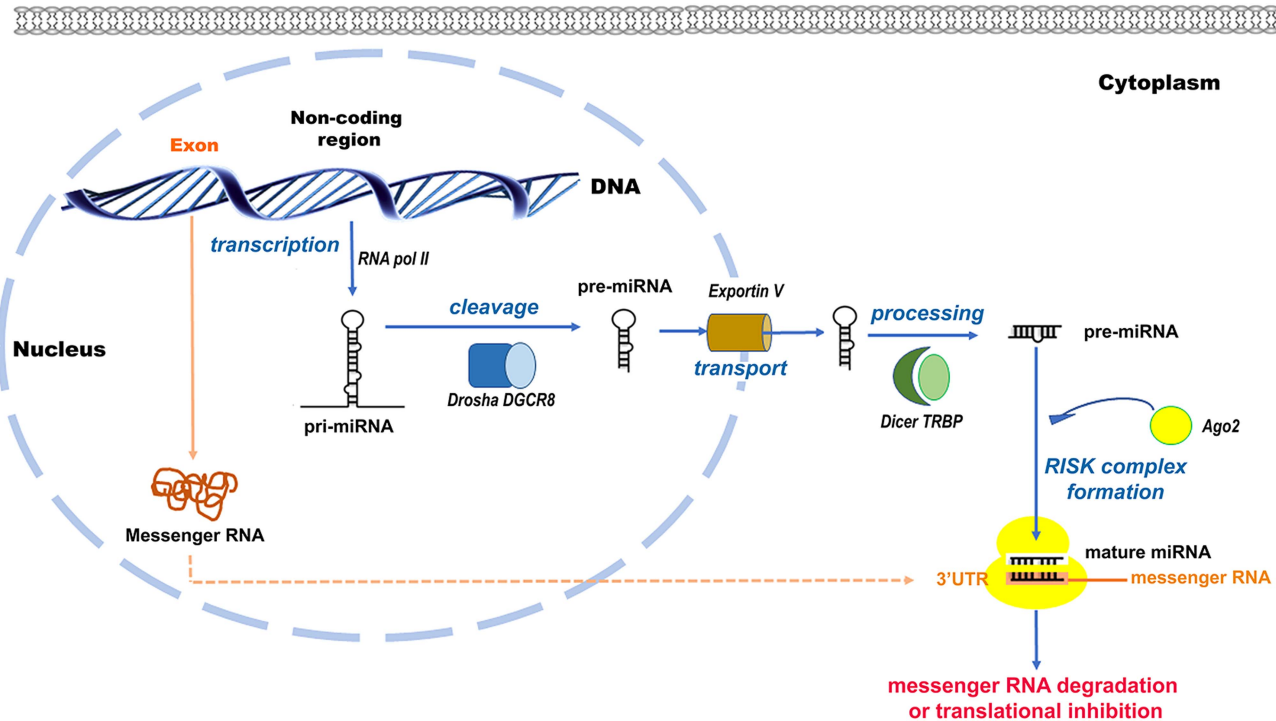 Cytoplasm
Non-coding
region
Exon
DNA
transcription
RNA pol II
pre-miRNA
Exportin V
cleavage
processing
Nucleus
pre-miRNA
transport
Drosha DGCR8
Dicer TRBP
pri-miRNA
Ago2
RISK complex
formation
Messenger RNA
mature miRNA
3'UTR
messenger RNA
messenger RNA degradation
or translational inhibition